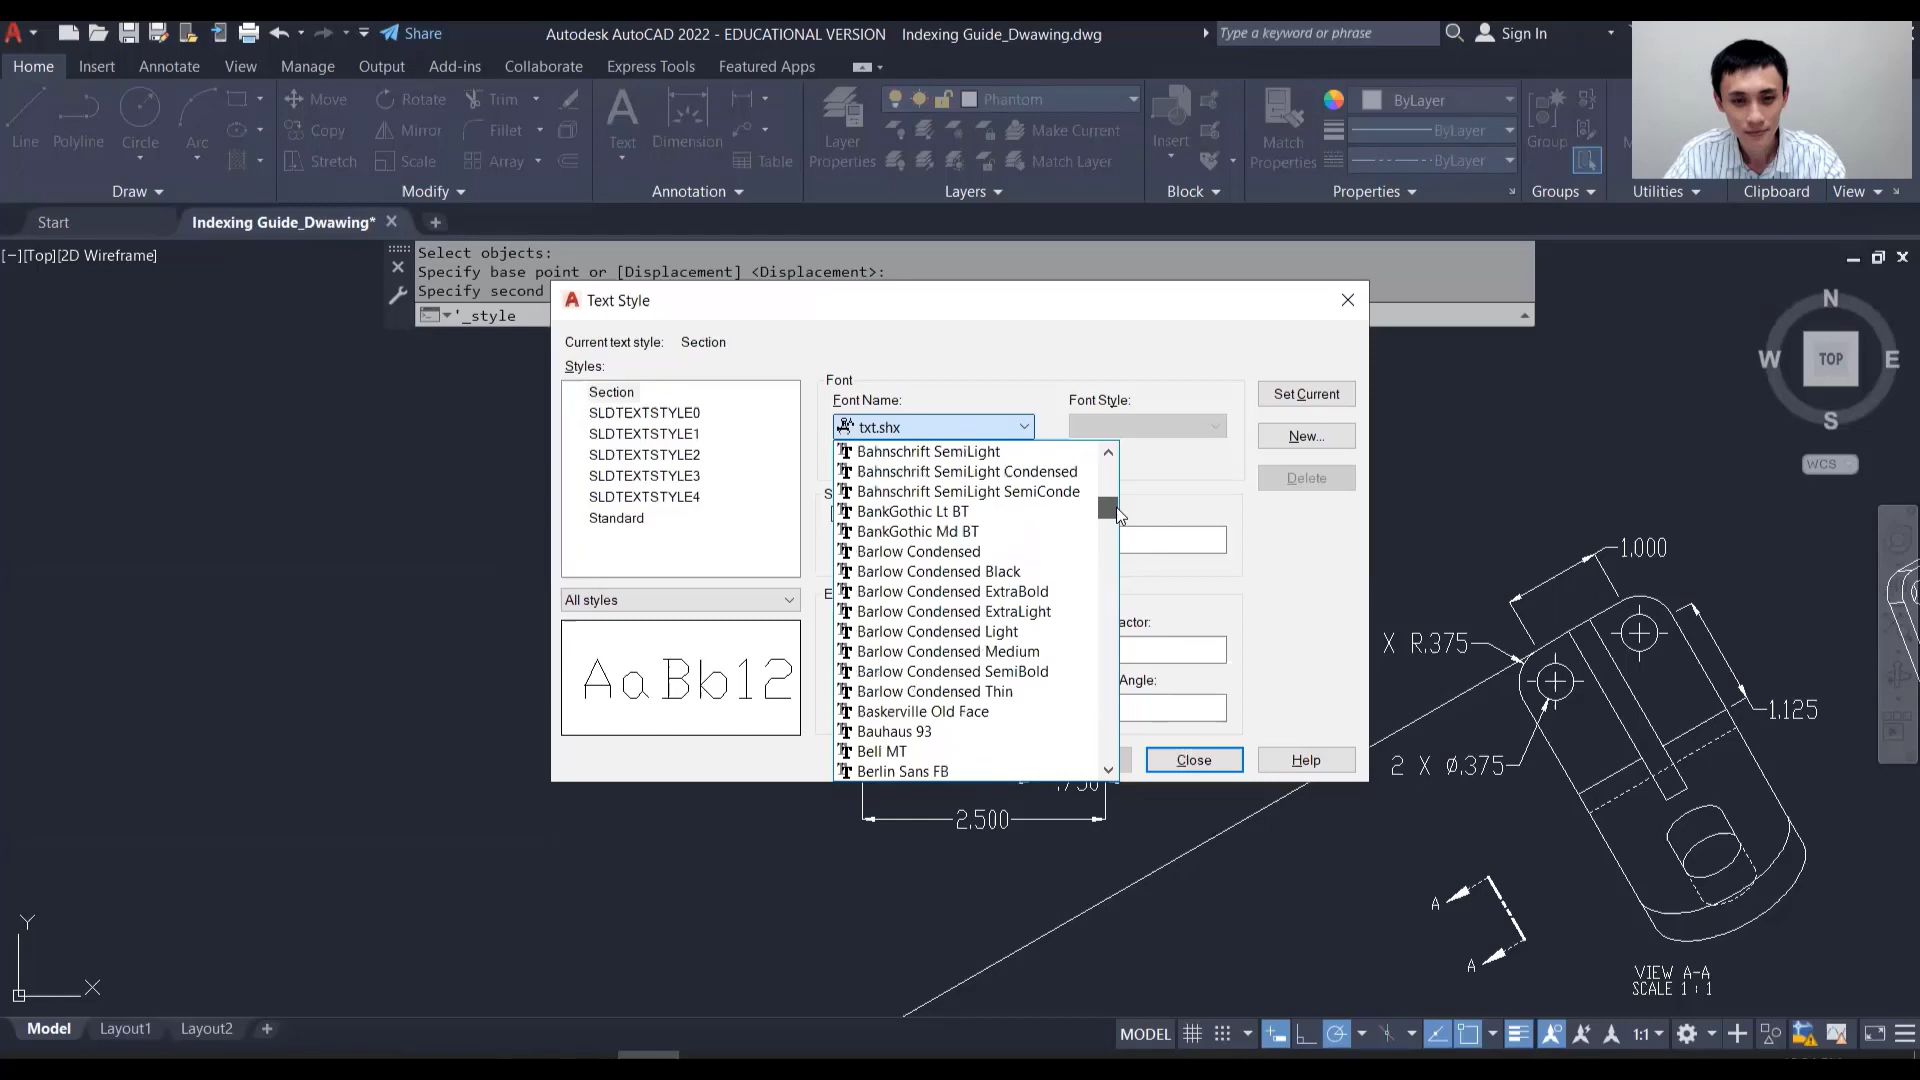 Share
Autodesk AutoCAD 2022 - EDUCATIONAL VERSION Indexing Guide_Dwawing.dwg
Type a keyword or phrase
Sign In
Home Insert Annotate View Manage Output Add-ins Collaborate Express Tools Featured Apps
Line Polyline Circle Arc
Move Rotate Trim
Copy Mirror Fillet
Stretch Scale Array
Text Dimension Table
Layer Properties
Phantom
Make Current
Match Layer
Insert
Match Properties
ByLayer
ByLayer
ByLayer
Group
Draw Modify Annotation Layers Block Properties Groups Utilities Clipboard View
Start Indexing Guide_Dwawing*
[−][Top][2D Wireframe]
Select objects:
Specify base point or [Displacement] <Displacement>:
Specify second
'_style
Text Style
Current text style: Section
Styles:
Section
SLDTEXTSTYLE0
SLDTEXTSTYLE1
SLDTEXTSTYLE2
SLDTEXTSTYLE3
SLDTEXTSTYLE4
Standard
All styles
AaBb12
Font
Font Name:
txt.shx
Font Style:
Bahnschrift SemiLight
Bahnschrift SemiLight Condensed
Bahnschrift SemiLight SemiConde
BankGothic Lt BT
BankGothic Md BT
Barlow Condensed
Barlow Condensed Black
Barlow Condensed ExtraBold
Barlow Condensed ExtraLight
Barlow Condensed Light
Barlow Condensed Medium
Barlow Condensed SemiBold
Barlow Condensed Thin
Baskerville Old Face
Bauhaus 93
Bell MT
Berlin Sans FB
actor:
Angle:
Set Current
New...
Delete
Close
Help
N
W TOP E
S
WCS
1.000
X R.375
1.125
2 X Ø.375
.750
2.500
A
A
VIEW A-A
SCALE 1 : 1
Y
X
Model Layout1 Layout2
MODEL
1:1